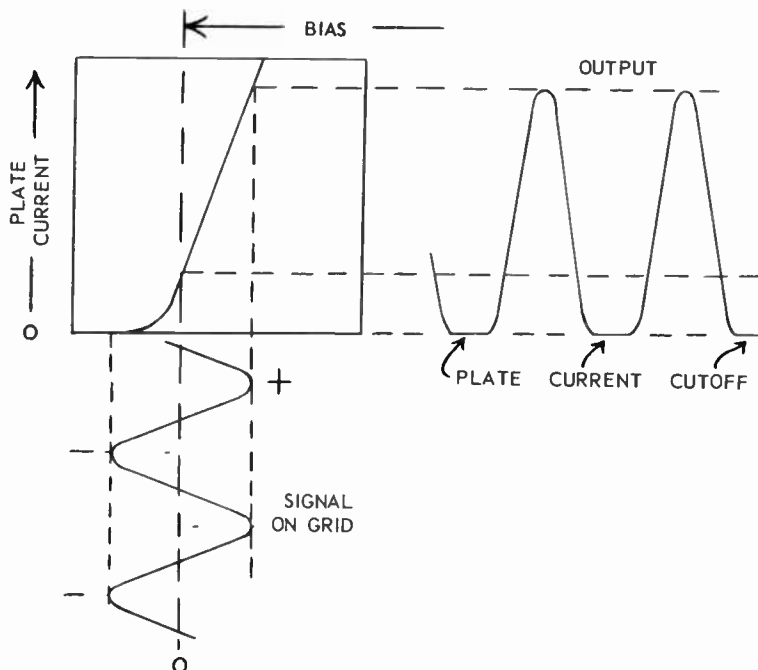 BIAS
OUTPUT
PLATE
CURRENT
O
PLATE CURRENT CUTOFF
+
−
SIGNAL
ON GRID
−
O